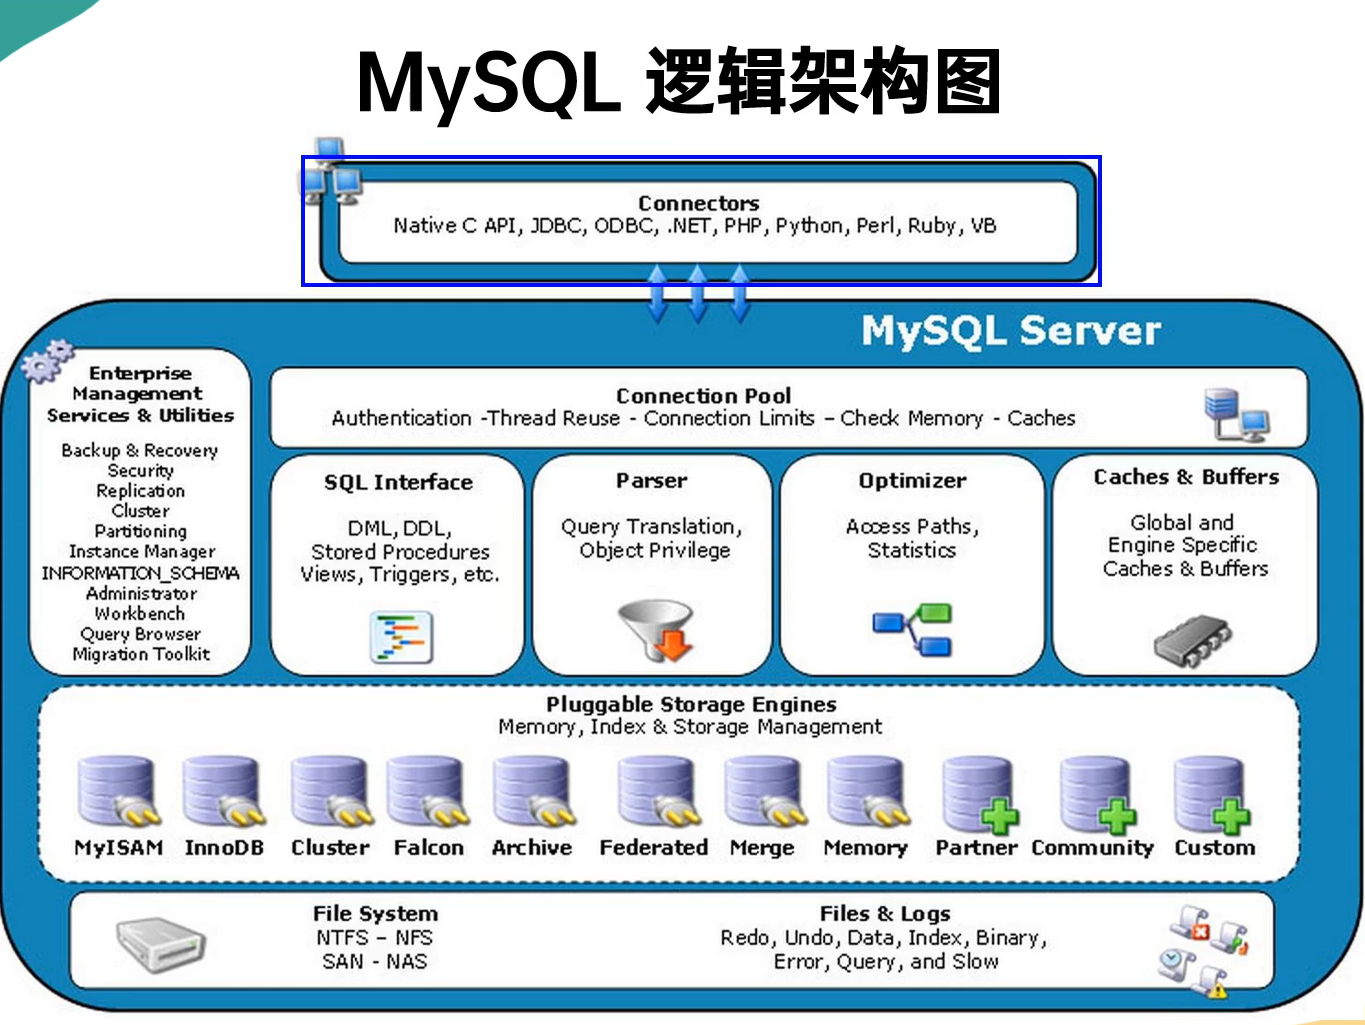 MySQL 逻辑架构图
Connectors
Native C API, JDBC, ODBC, .NET, PHP, Python, Perl, Ruby, VB
MySQL Server
Enterprise
Management
Services & Utilities
Backup & Recovery
Security
Replication
Cluster
Partitioning
Instance Manager
INFORMATION_SCHEMA
Administrator
Workbench
Query Browser
Migration Toolkit
Connection Pool
Authentication -Thread Reuse - Connection Limits – Check Memory - Caches
SQL Interface
DML, DDL,
Stored Procedures
Views, Triggers, etc.
Parser
Query Translation,
Object Privilege
Optimizer
Access Paths,
Statistics
Caches & Buffers
Global and
Engine Specific
Caches & Buffers
Pluggable Storage Engines
Memory, Index & Storage Management
MyISAM InnoDB Cluster Falcon Archive Federated Merge Memory Partner Community Custom
File System
NTFS – NFS
SAN - NAS
Files & Logs
Redo, Undo, Data, Index, Binary,
Error, Query, and Slow